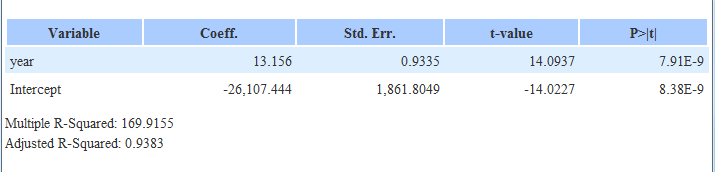 Variable Coeff. Std. Err. t-value P>|t|
year 13.156 0.9335 14.0937 7.91E-9
Intercept -26,107.444 1,861.8049 -14.0227 8.38E-9
Multiple R-Squared: 169.9155
Adjusted R-Squared: 0.9383